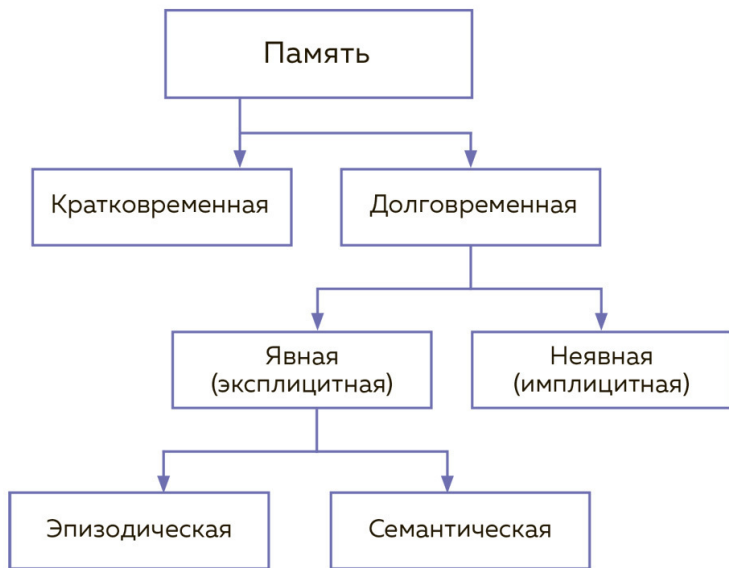 Память
Кратковременная
Долговременная
Явная
(эксплицитная)
Неявная
(имплицитная)
Эпизодическая
Семантическая